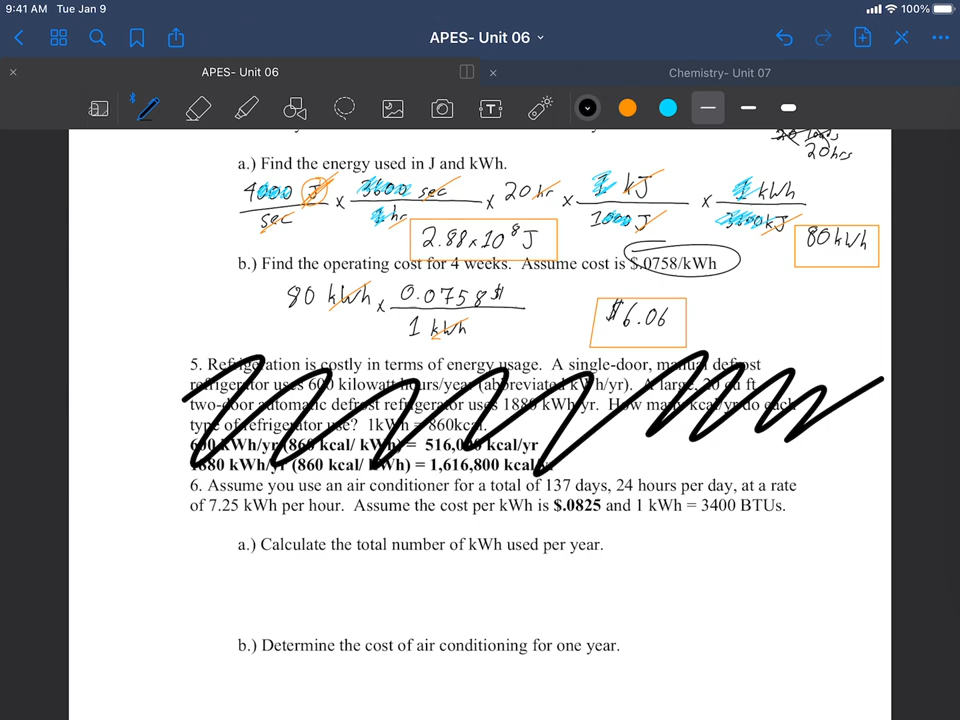 9:41 AM Tue Jan 9
100%
APES- Unit 06
APES- Unit 06
Chemistry- Unit 07
T
20hrs
a.) Find the energy used in J and kWh.
4000 J x 3600 sec x 20 hr x 1 kJ x 1 kWh
sec 1 hr 1000 J 3600 kJ
2.88x10⁸ J
80 kWh
b.) Find the operating cost for 4 weeks. Assume cost is $.0758/kWh
80 kWh x 0.0758 $
1 kWh
$6.06
5. Refrigeration is costly in terms of energy usage. A single-door, manual defrost
refrigerator uses 600 kilowatt hours/year (abbreviated kWh/yr). A large, 20 cu ft
two-door automatic defrost refrigerator uses 1880 kWh/yr. How many kcal/yr do each
type of refrigerator use? 1kWh = 860kcal.
600 kWh/yr (860 kcal/ kWh) = 516,000 kcal/yr
1880 kWh/yr (860 kcal/ kWh) = 1,616,800 kcal/yr
6. Assume you use an air conditioner for a total of 137 days, 24 hours per day, at a rate
of 7.25 kWh per hour. Assume the cost per kWh is $.0825 and 1 kWh = 3400 BTUs.
a.) Calculate the total number of kWh used per year.
b.) Determine the cost of air conditioning for one year.